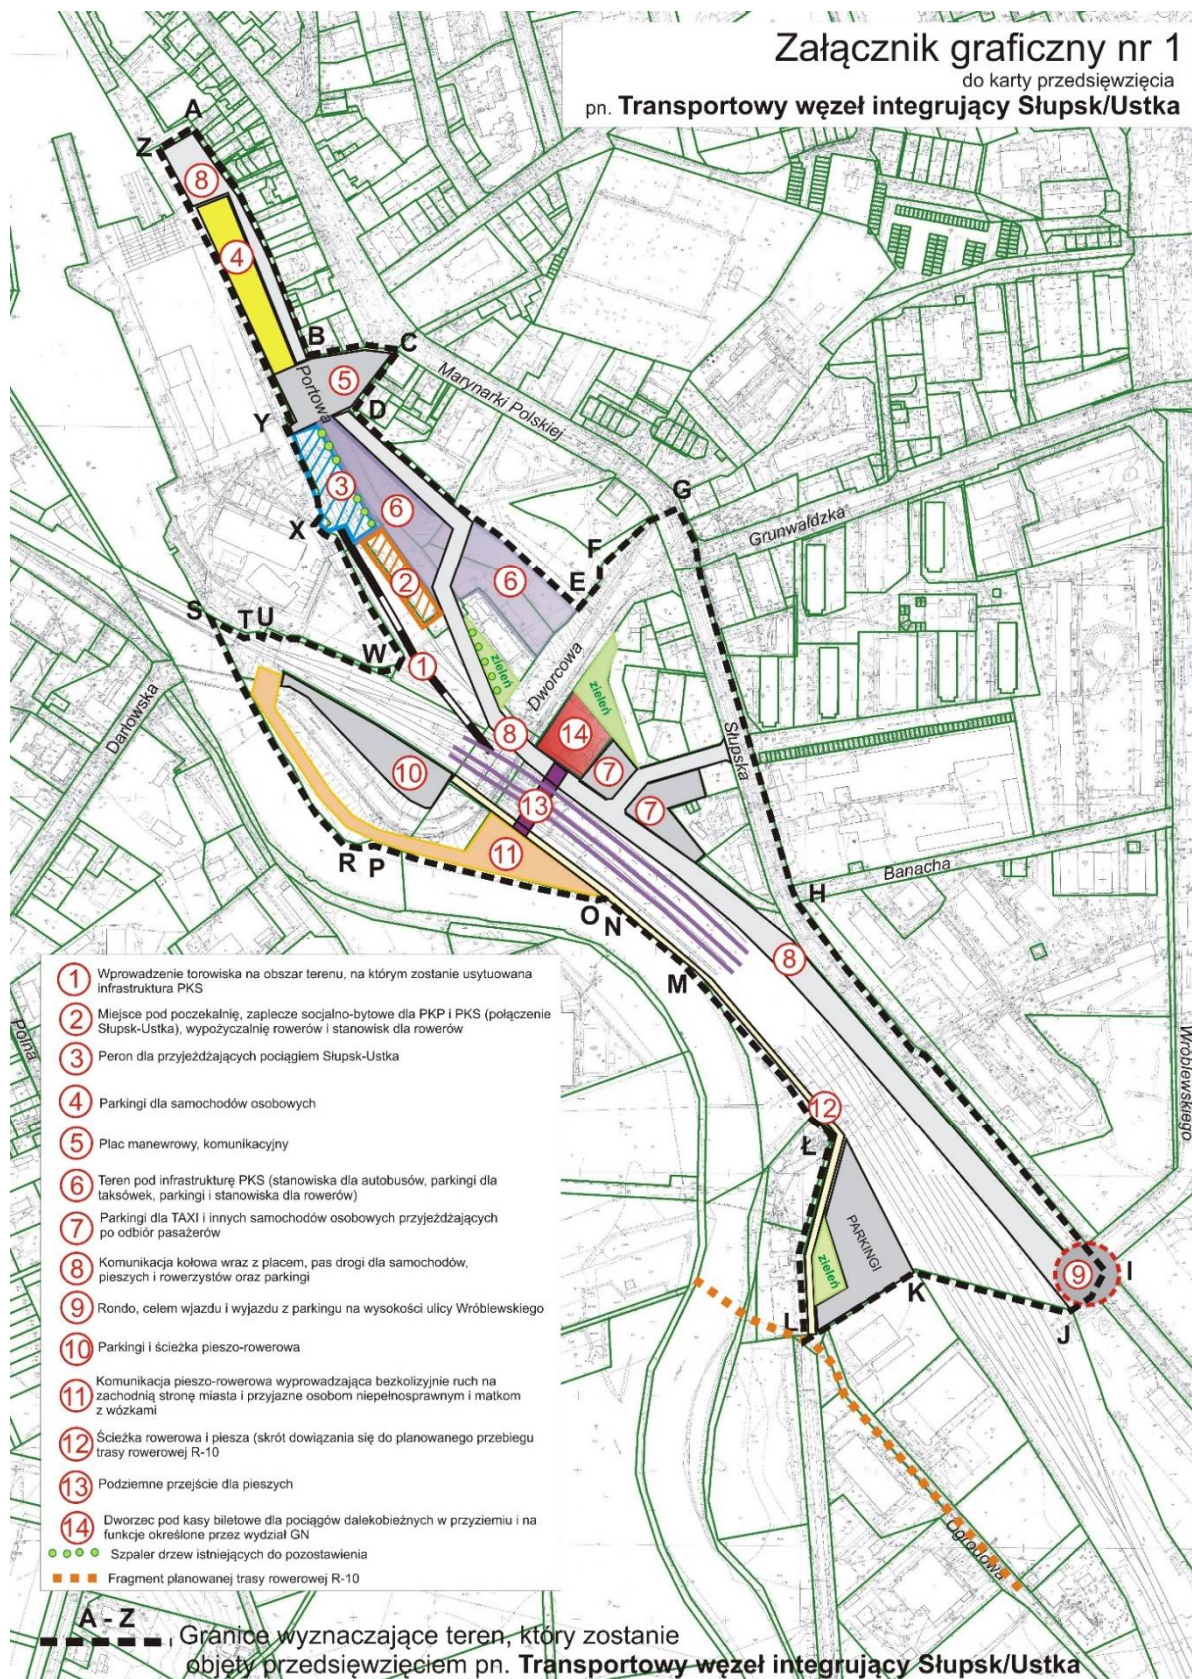 Załącznik graficzny nr 1
do karty przedsięwzięcia
pn. Transportowy węzeł integrujący Słupsk/Ustka
A
Z
8
4
B
C
5
Portowa
D
Marynarki Polskiej
Y
3
6
G
X
Grunwaldzka
F
2
6
E
S
T U
W
1
zieleń
Dworcowa
zieleń
Darłowska
8
14
Słupska
10
7
13
7
11
R P
Banacha
H
O N
8
M
Polna
Wróblewskiego
12
Ł
PARKINGI
zieleń
9
I
K
L
J
Ogrodowa
1 Wprowadzenie torowiska na obszar terenu, na którym zostanie usytuowana
infrastruktura PKS
2 Miejsce pod poczekalnię, zaplecze socjalno-bytowe dla PKP i PKS (połączenie
Słupsk-Ustka), wypożyczalnię rowerów i stanowisk dla rowerów
3 Peron dla przyjeżdżających pociągiem Słupsk-Ustka
4 Parkingi dla samochodów osobowych
5 Plac manewrowy, komunikacyjny
6 Teren pod infrastrukturę PKS (stanowiska dla autobusów, parkingi dla
taksówek, parkingi i stanowiska dla rowerów)
7 Parkingi dla TAXI i innych samochodów osobowych przyjeżdżających
po odbiór pasażerów
8 Komunikacja kołowa wraz z placem, pas drogi dla samochodów,
pieszych i rowerzystów oraz parkingi
9 Rondo, celem wjazdu i wyjazdu z parkingu na wysokości ulicy Wróblewskiego
10 Parkingi i ścieżka pieszo-rowerowa
11 Komunikacja pieszo-rowerowa wyprowadzająca bezkolizyjnie ruch na
zachodnią stronę miasta i przyjazne osobom niepełnosprawnym i matkom
z wózkami
12 Ścieżka rowerowa i piesza (skrót dowiązania się do planowanego przebiegu
trasy rowerowej R-10
13 Podziemne przejście dla pieszych
14 Dworzec pod kasy biletowe dla pociągów dalekobieżnych w przyziemiu i na
funkcje określone przez wydział GN
Szpaler drzew istniejących do pozostawienia
Fragment planowanej trasy rowerowej R-10
A - Z
Granice wyznaczające teren, który zostanie
objęty przedsięwzięciem pn. Transportowy węzeł integrujący Słupsk/Ustka